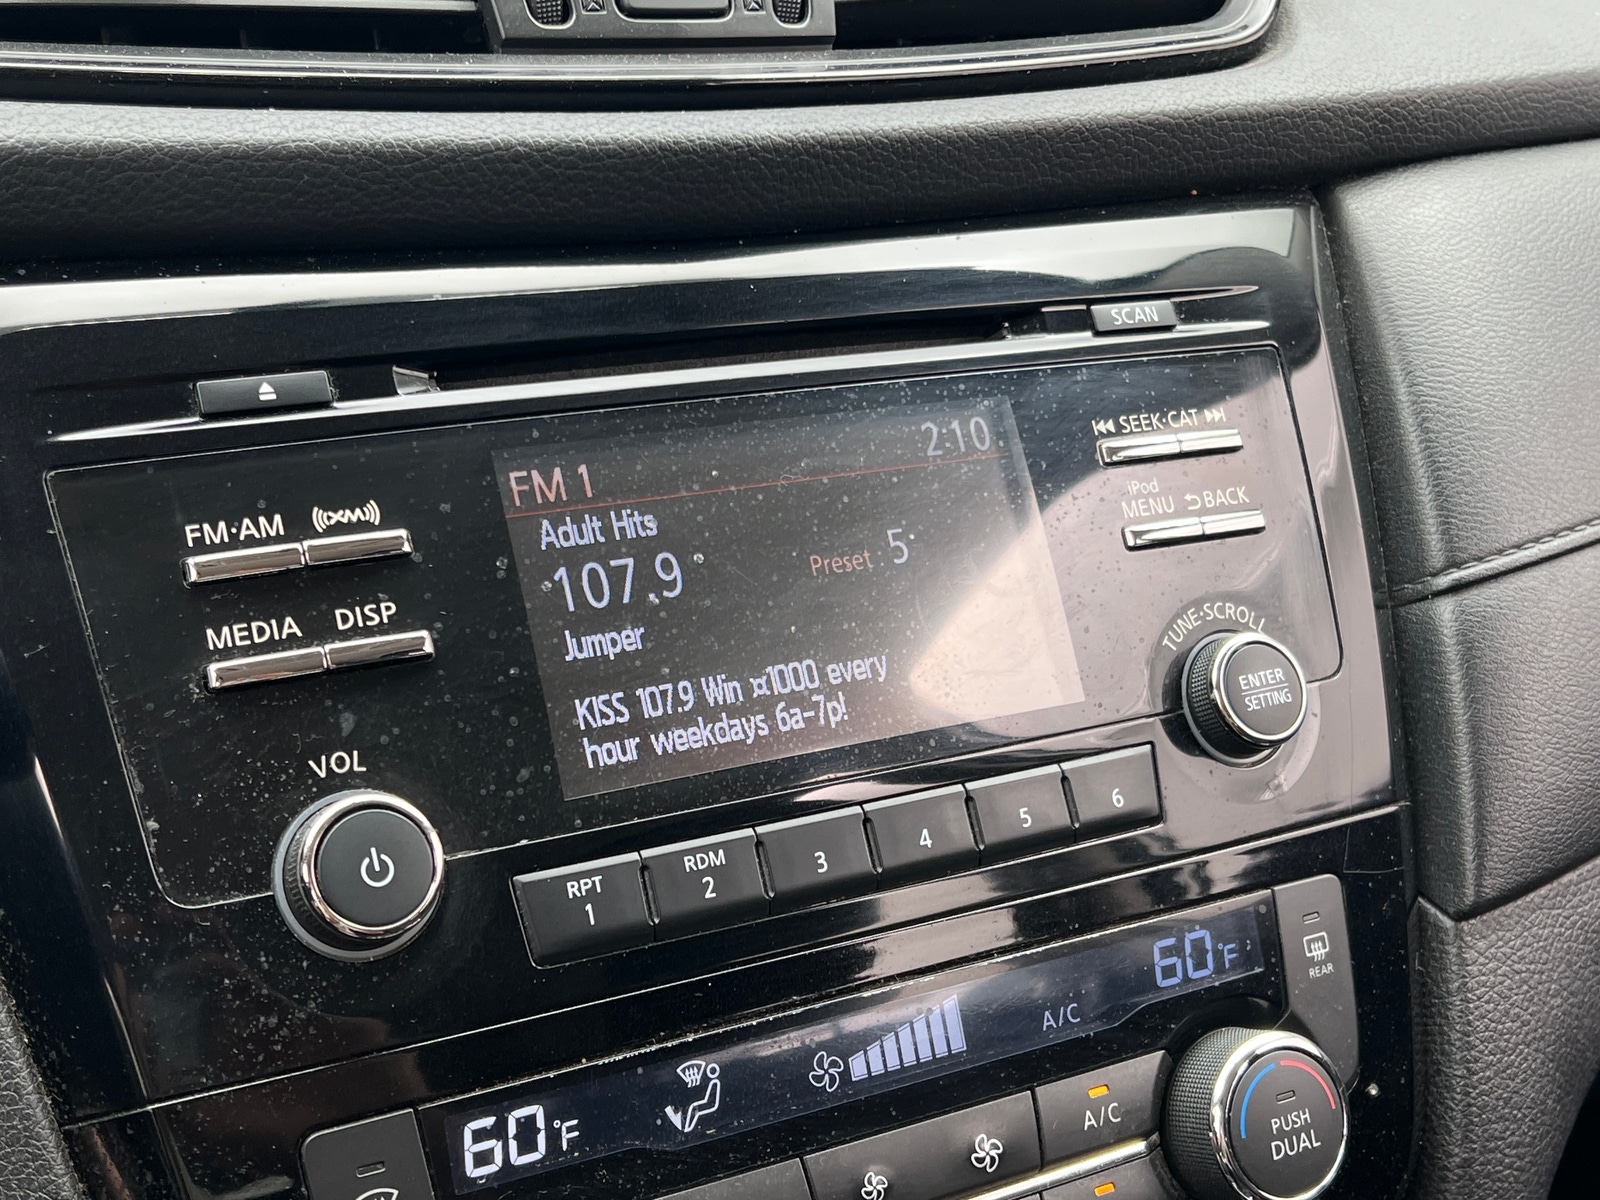 SCAN
SEEK·CAT
iPod
MENU
BACK
TUNE·SCROLL
ENTER
SETTING
FM·AM
((XM))
MEDIA
DISP
VOL
FM 1
2:10
Adult Hits
107.9
Preset 5
Jumper
KISS 107.9 Win ¤1000 every
hour weekdays 6a-7p!
RPT
1
RDM
2
3
4
5
6
60°F
A/C
60°F
REAR
A/C
PUSH
DUAL